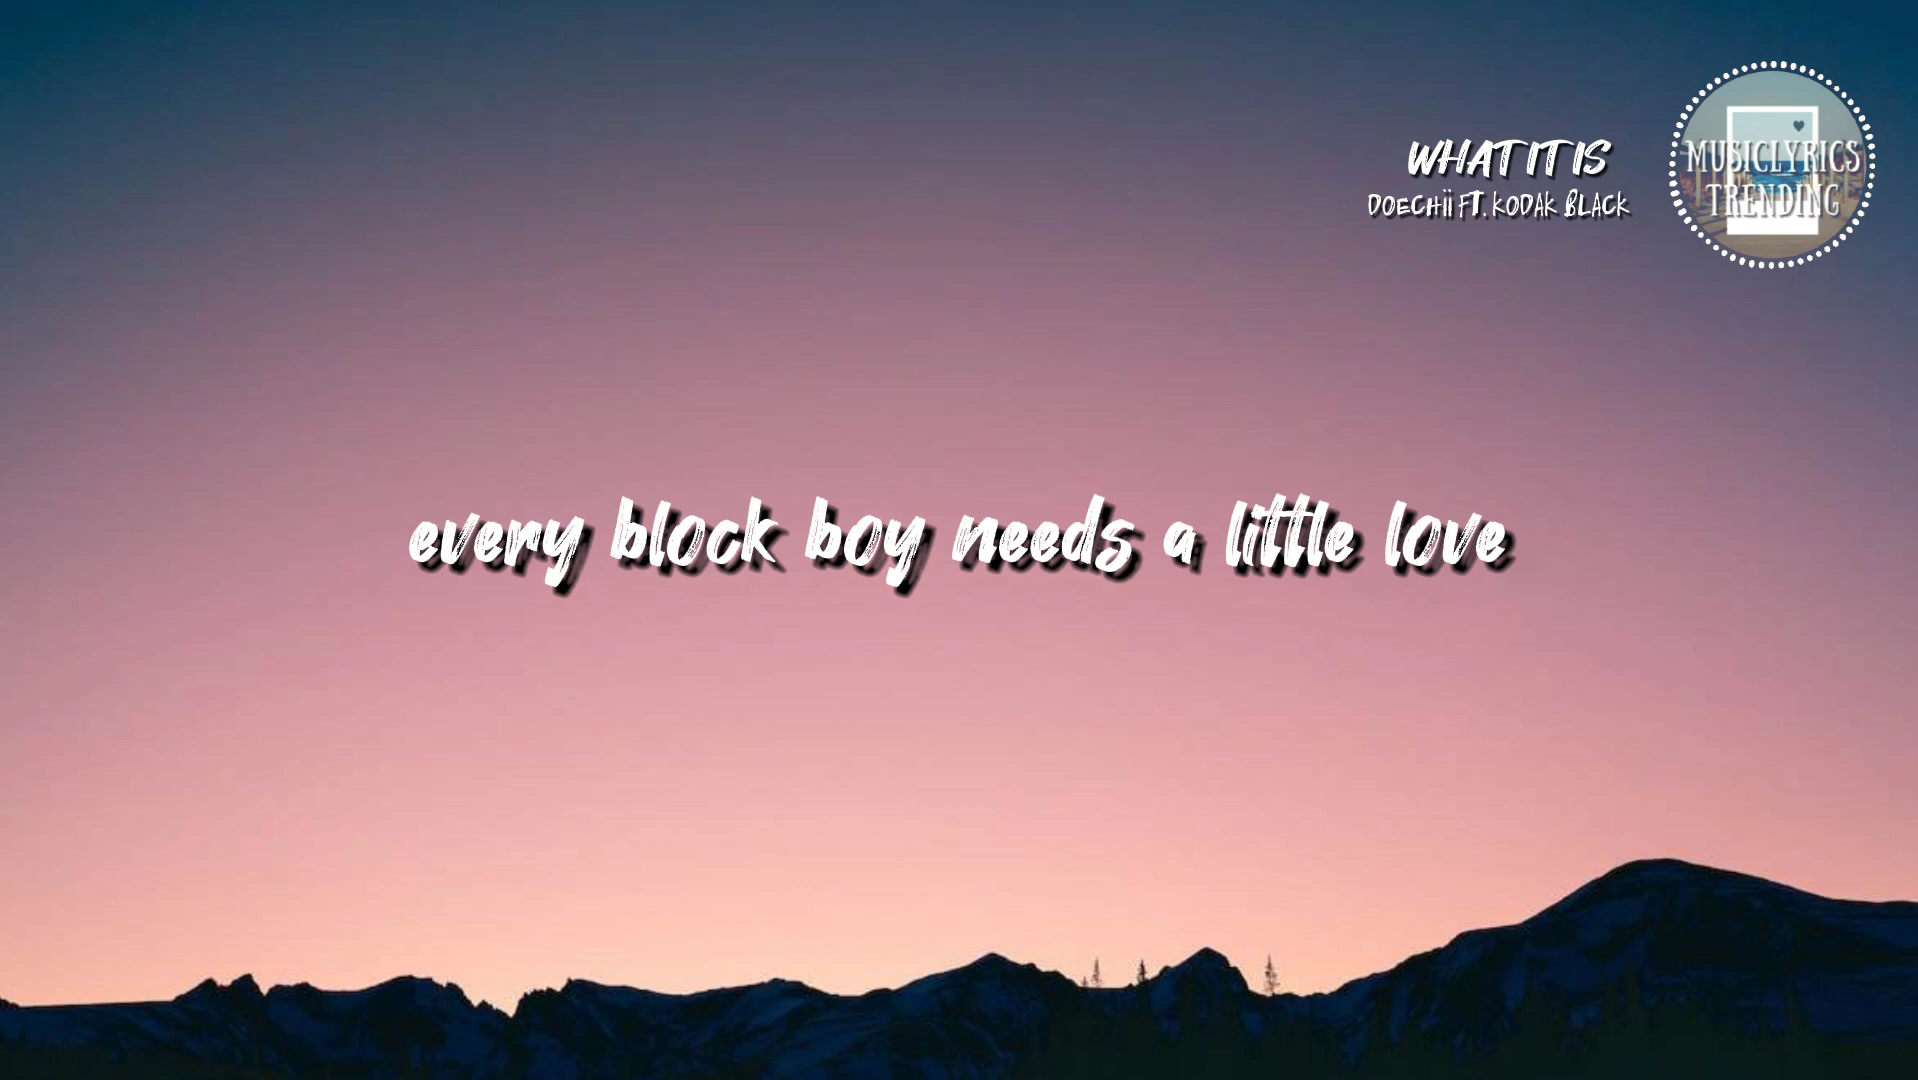 WHAT IT IS
DOECHii FT. KODAK BLACK
MUSICLYRICS
TRENDING
every block boy needs a little love